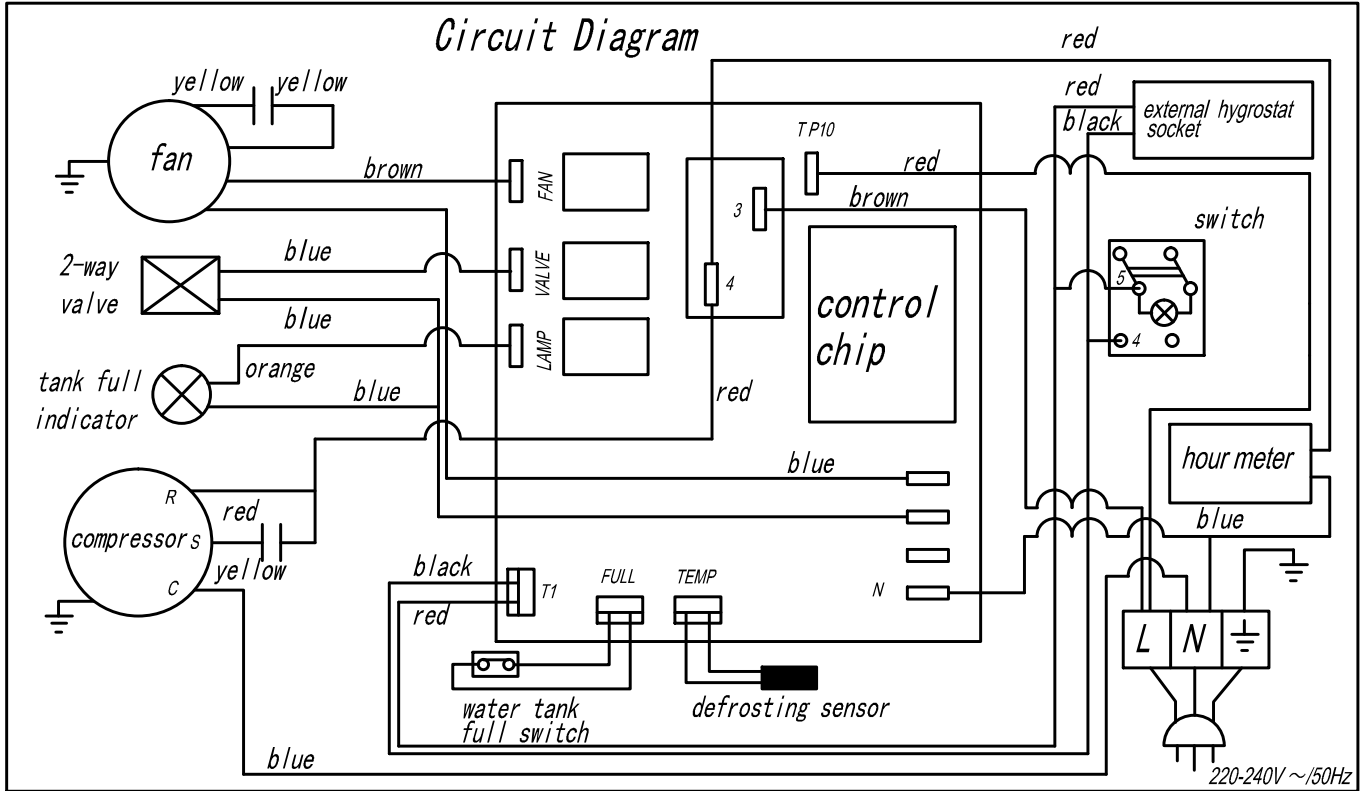 Circuit Diagram
red
yellow yellow
red
external hygrostat
socket
black
T P10
fan
red
brown
FAN
3
brown
switch
2-way
valve
blue
VALVE
4
5
control
chip
blue
LAMP
4
orange
tank full
indicator
blue
red
hour meter
blue
R
red
compressor S
blue
yellow
C
black
T1
FULL
TEMP
N
red
L N
water tank
full switch
defrosting sensor
blue
220-240V ～/50Hz